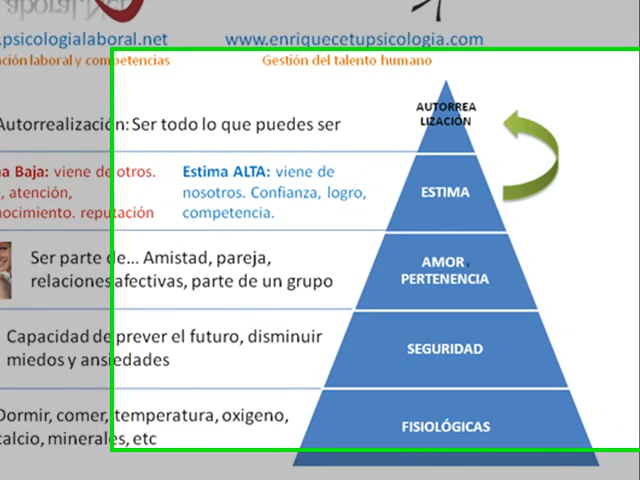 aboral.Net
.psicologialaboral.net
www.enriquecetupsicologia.com
ción laboral y competencias
Gestión del talento humano
AUTORREA
LIZACIÓN
Autorrealización: Ser todo lo que puedes ser
na Baja: viene de otros.
, atención,
nocimiento. reputación
Estima ALTA: viene de
nosotros. Confianza, logro,
competencia.
ESTIMA
Ser parte de... Amistad, pareja,
relaciones afectivas, parte de un grupo
AMOR
PERTENENCIA
Capacidad de prever el futuro, disminuir
miedos y ansiedades
SEGURIDAD
Dormir, comer, temperatura, oxigeno,
calcio, minerales, etc
FISIOLÓGICAS